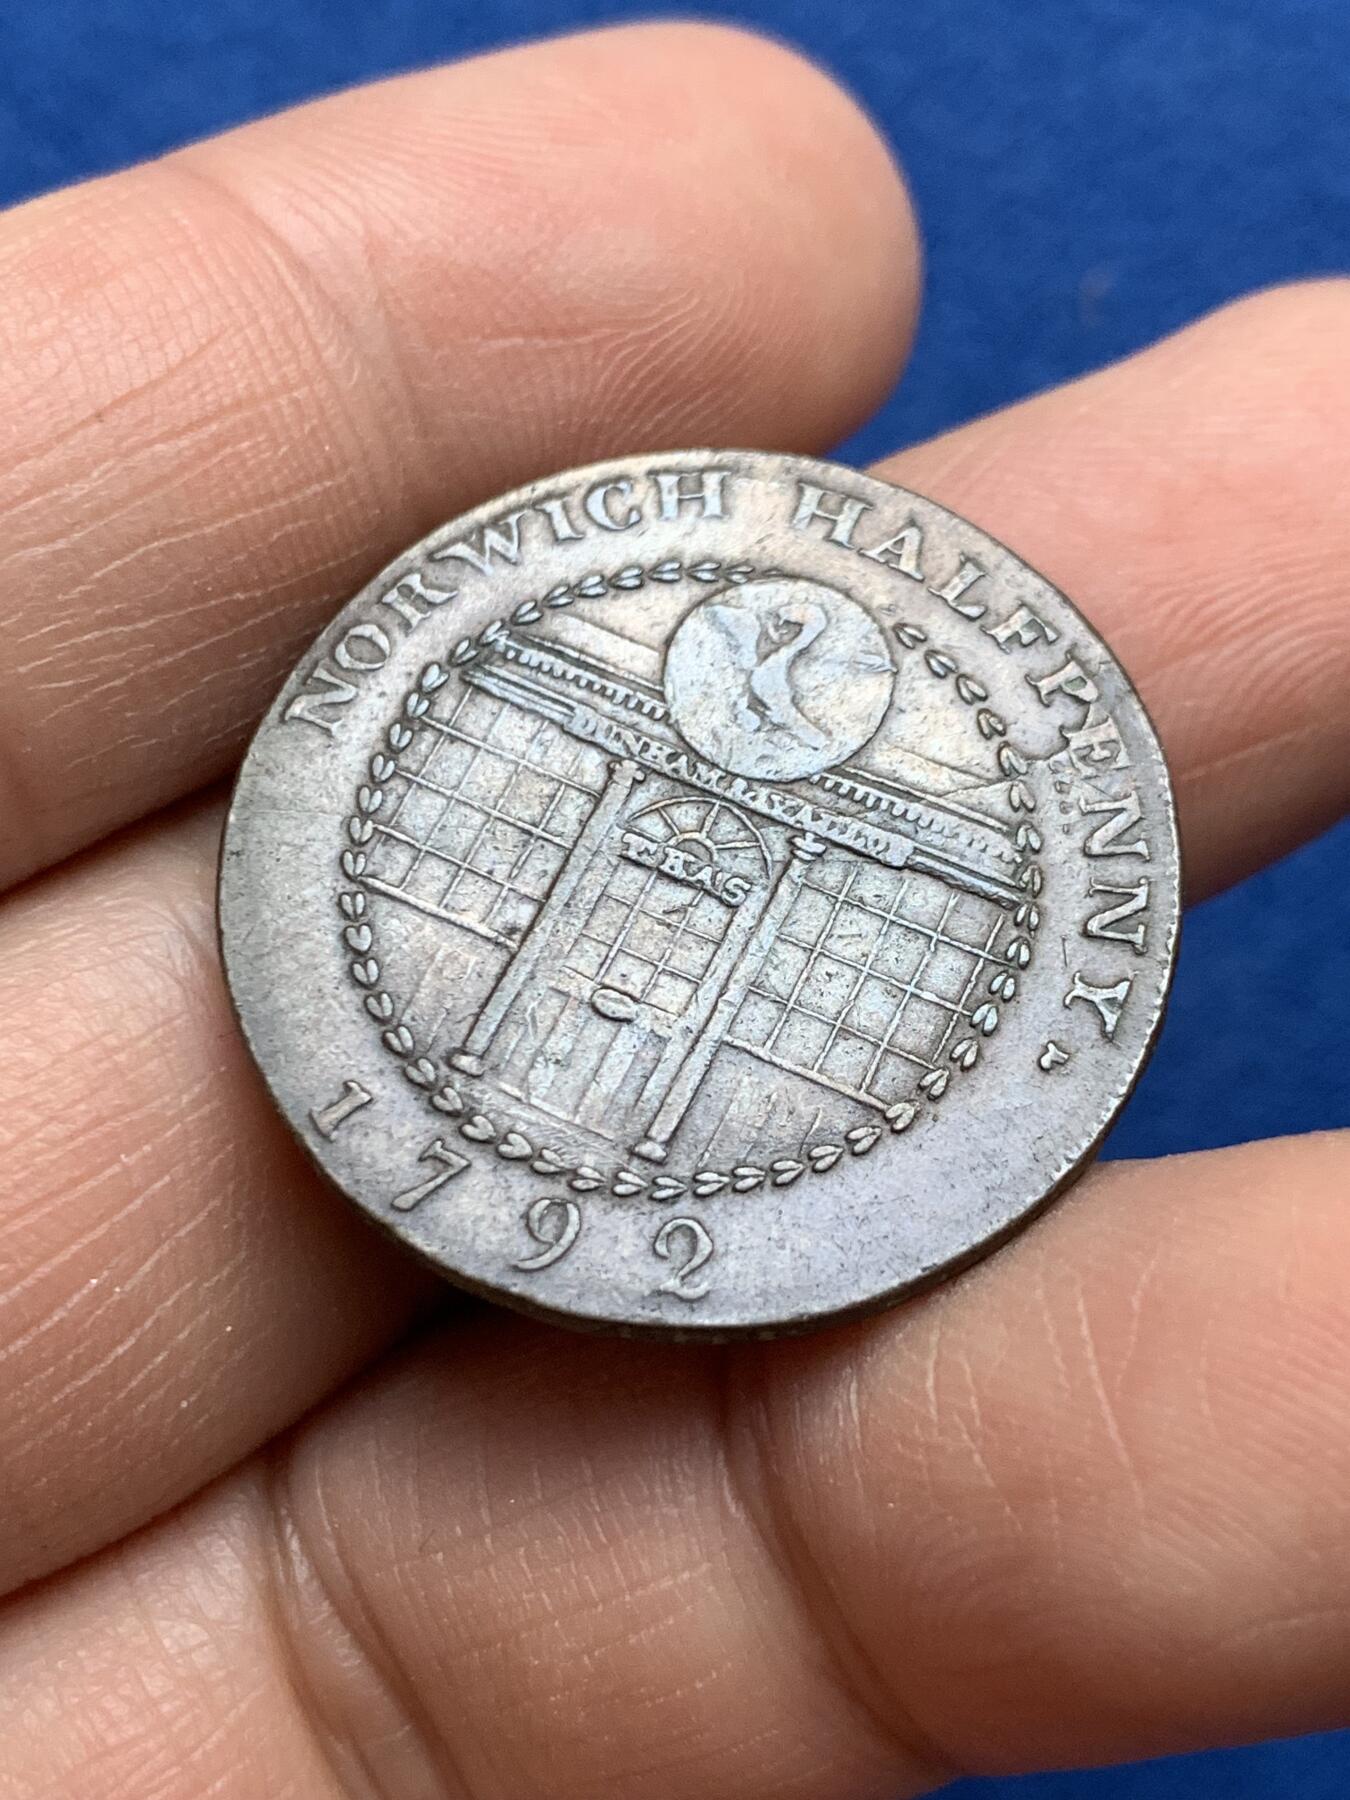 NORWICH HALFPENNY.
DUNHAM & YALLOP
TEAS
1792